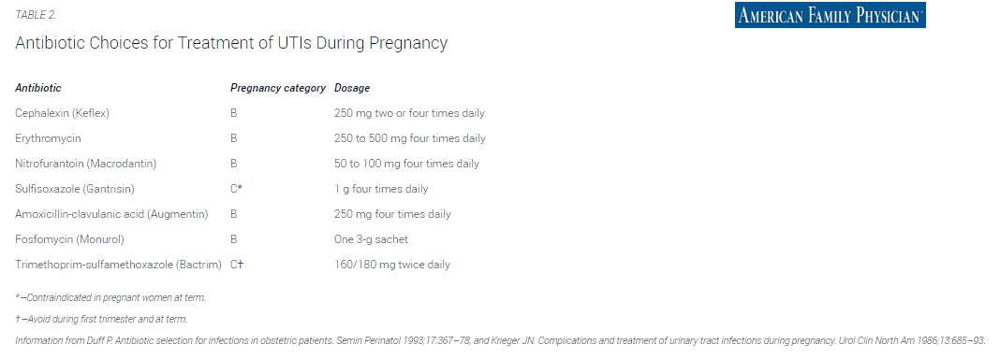 TABLE 2.
AMERICAN FAMILY PHYSICIAN®
Antibiotic Choices for Treatment of UTIs During Pregnancy
Antibiotic Pregnancy category Dosage
Cephalexin (Keflex) B 250 mg two or four times daily
Erythromycin B 250 to 500 mg four times daily
Nitrofurantoin (Macrodantin) B 50 to 100 mg four times daily
Sulfisoxazole (Gantrisin) C* 1 g four times daily
Amoxicillin-clavulanic acid (Augmentin) B 250 mg four times daily
Fosfomycin (Monurol) B One 3-g sachet
Trimethoprim-sulfamethoxazole (Bactrim) C† 160/180 mg twice daily
*—Contraindicated in pregnant women at term.
†—Avoid during first trimester and at term.
Information from Duff P. Antibiotic selection for infections in obstetric patients. Semin Perinatol 1993;17:367–78, and Krieger JN. Complications and treatment of urinary tract infections during pregnancy. Urol Clin North Am 1986;13:685–93.